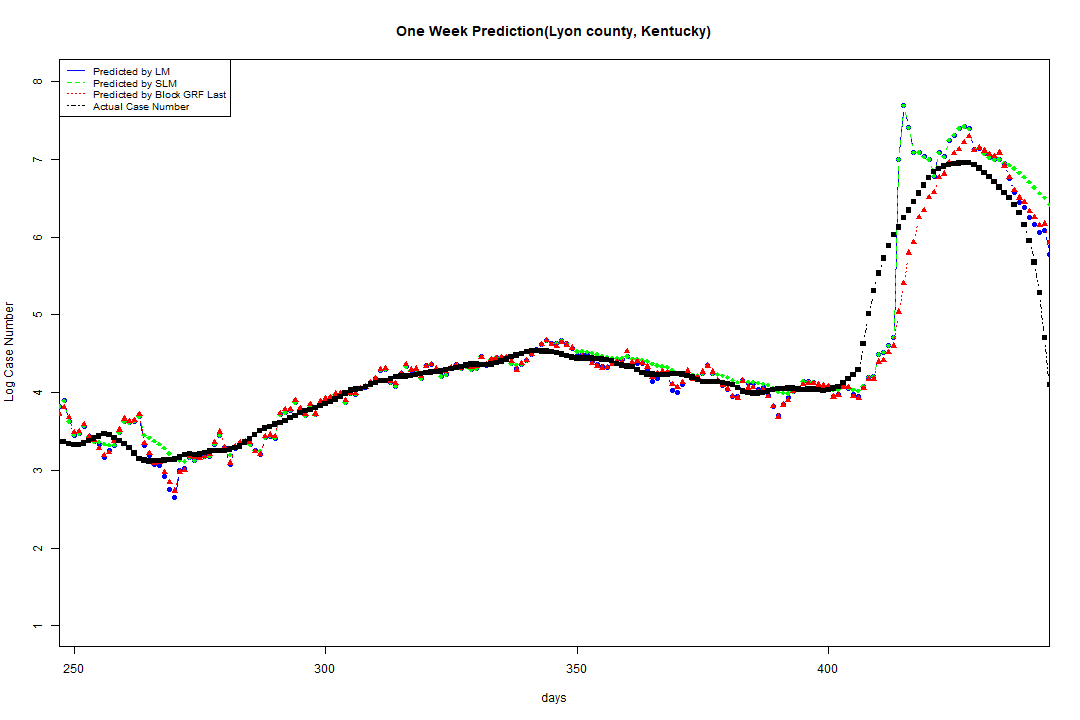 One Week Prediction(Lyon county, Kentucky)
Predicted by LM
Predicted by SLM
Predicted by Block GRF Last
Actual Case Number
8
7
6
5
4
3
2
1
Log Case Number
250 300 350 400
days